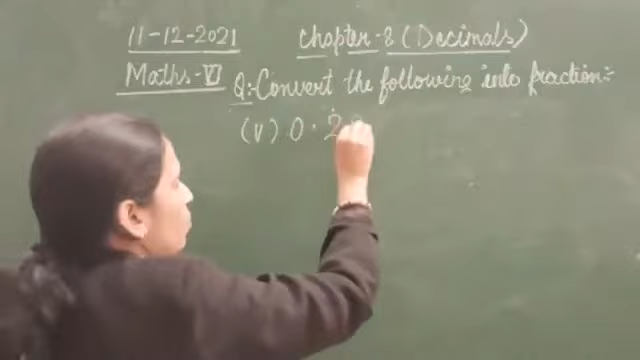 11-12-2021 Chapter-8 (Decimals)
Maths-VI
Q:- Convert the following into fraction:-
(v) 0.2